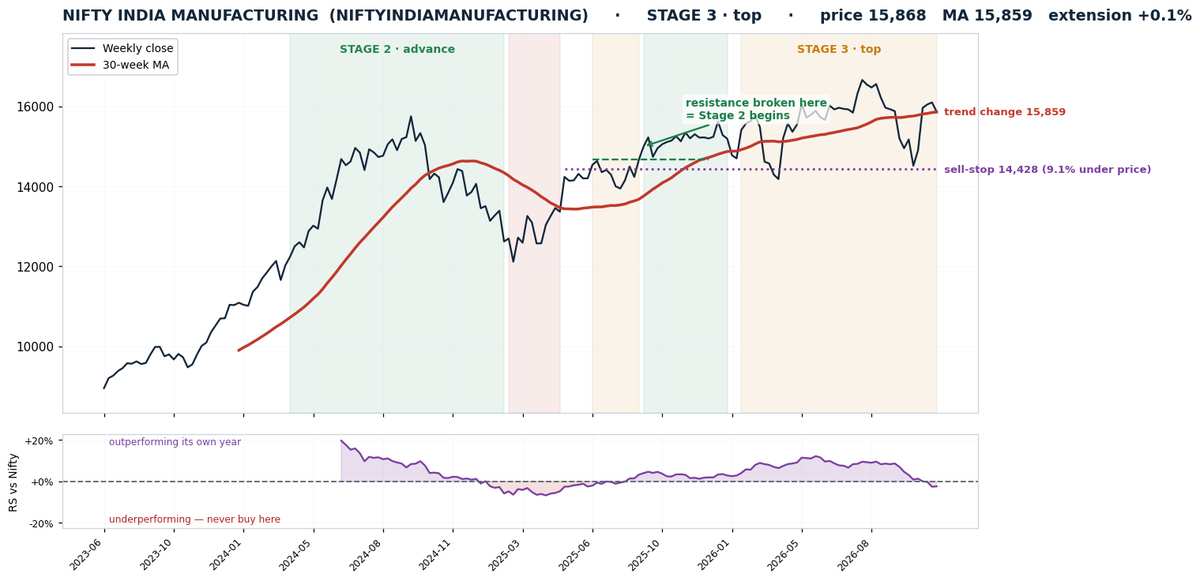 NIFTY INDIA MANUFACTURING (NIFTYINDIAMANUFACTURING) · STAGE 3 · top · price 15,868 MA 15,859 extension +0.1%
Weekly close
30-week MA
STAGE 2 · advance
STAGE 3 · top
resistance broken here
= Stage 2 begins
trend change 15,859
sell-stop 14,428 (9.1% under price)
16000
14000
12000
10000
RS vs Nifty
+20%
+0%
-20%
outperforming its own year
underperforming — never buy here
2023-06
2023-10
2024-01
2024-05
2024-08
2024-11
2025-03
2025-06
2025-10
2026-01
2026-05
2026-08